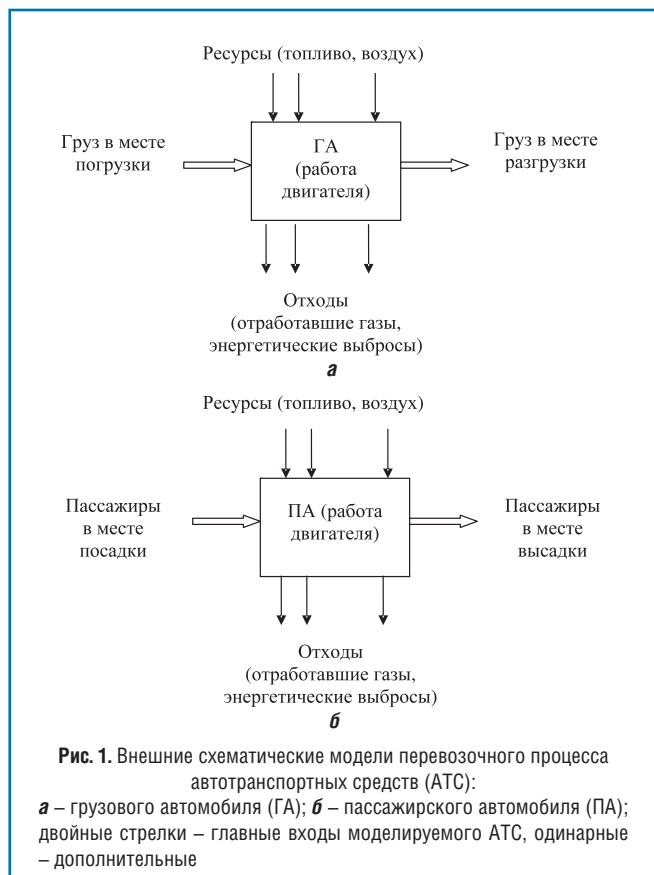 Ресурсы (топливо, воздух)
Груз в месте
погрузки
ГА
(работа
двигателя)
Груз в месте
разгрузки
Отходы
(отработавшие газы,
энергетические выбросы)
а
Ресурсы (топливо, воздух)
Пассажиры
в месте
посадки
ПА (работа
двигателя)
Пассажиры
в месте
высадки
Отходы
(отработавшие газы,
энергетические выбросы)
б
Рис. 1. Внешние схематические модели перевозочного процесса
автотранспортных средств (АТС):
а – грузового автомобиля (ГА); б – пассажирского автомобиля (ПА);
двойные стрелки – главные входы моделируемого АТС, одинарные
– дополнительные